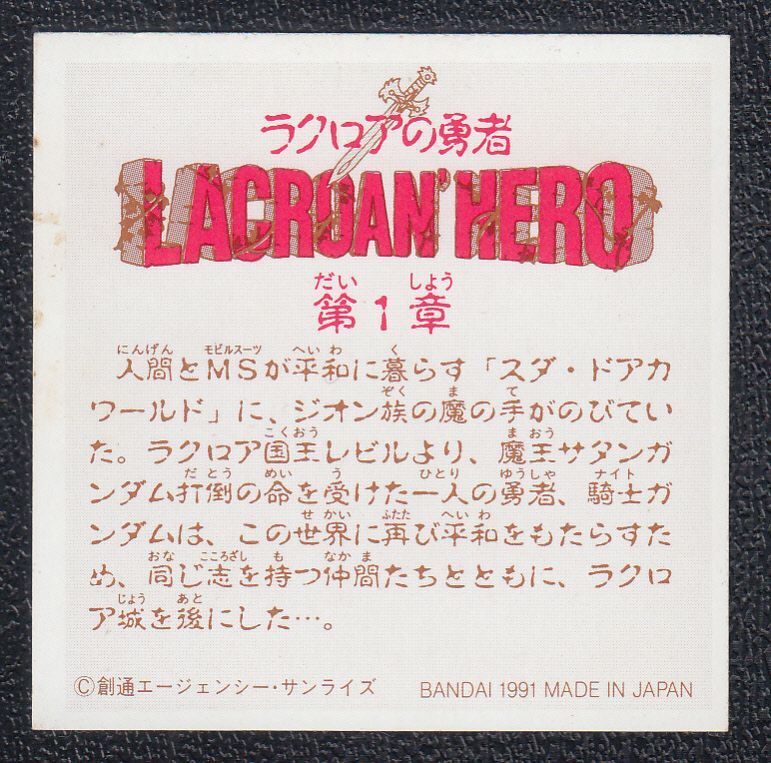 ラクロアの勇者
LACROAN'HERO
だい しょう
第1章
にんげん モビルスーツ へいわ く
人間とMSが平和に暮らす「スダ・ドアカ
ぞく ま て
ワールド」に、ジオン族の魔の手がのびてい
こくおう まおう
た。ラクロア国王レビルより、魔王サタンガ
だとう めい う ひとり ゆうしゃ ナイト
ンダム打倒の命を受けた一人の勇者、騎士ガ
せかい ふたた へいわ
ンダムは、この世界に再び平和をもたらすた
おな こころざし も なかま
め、同じ志を持つ仲間たちとともに、ラクロ
じょう あと
ア城を後にした…。
©創通エージェンシー・サンライズ BANDAI 1991 MADE IN JAPAN